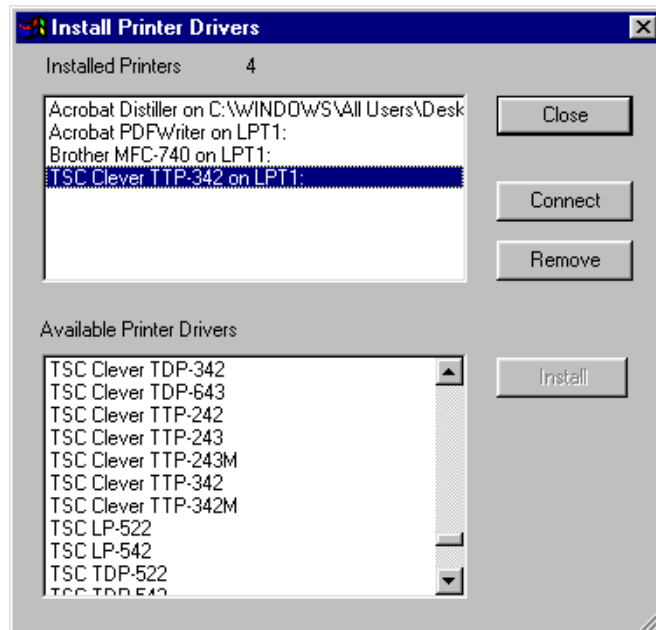 Install Printer Drivers
Installed Printers 4
Acrobat Distiller on C:\WINDOWS\All Users\Desk
Acrobat PDFWriter on LPT1:
Brother MFC-740 on LPT1:
TSC Clever TTP-342 on LPT1:
Close
Connect
Remove
Available Printer Drivers
TSC Clever TDP-342
TSC Clever TDP-643
TSC Clever TTP-242
TSC Clever TTP-243
TSC Clever TTP-243M
TSC Clever TTP-342
TSC Clever TTP-342M
TSC LP-522
TSC LP-542
TSC TDP-522
TSC TDP-542
Install